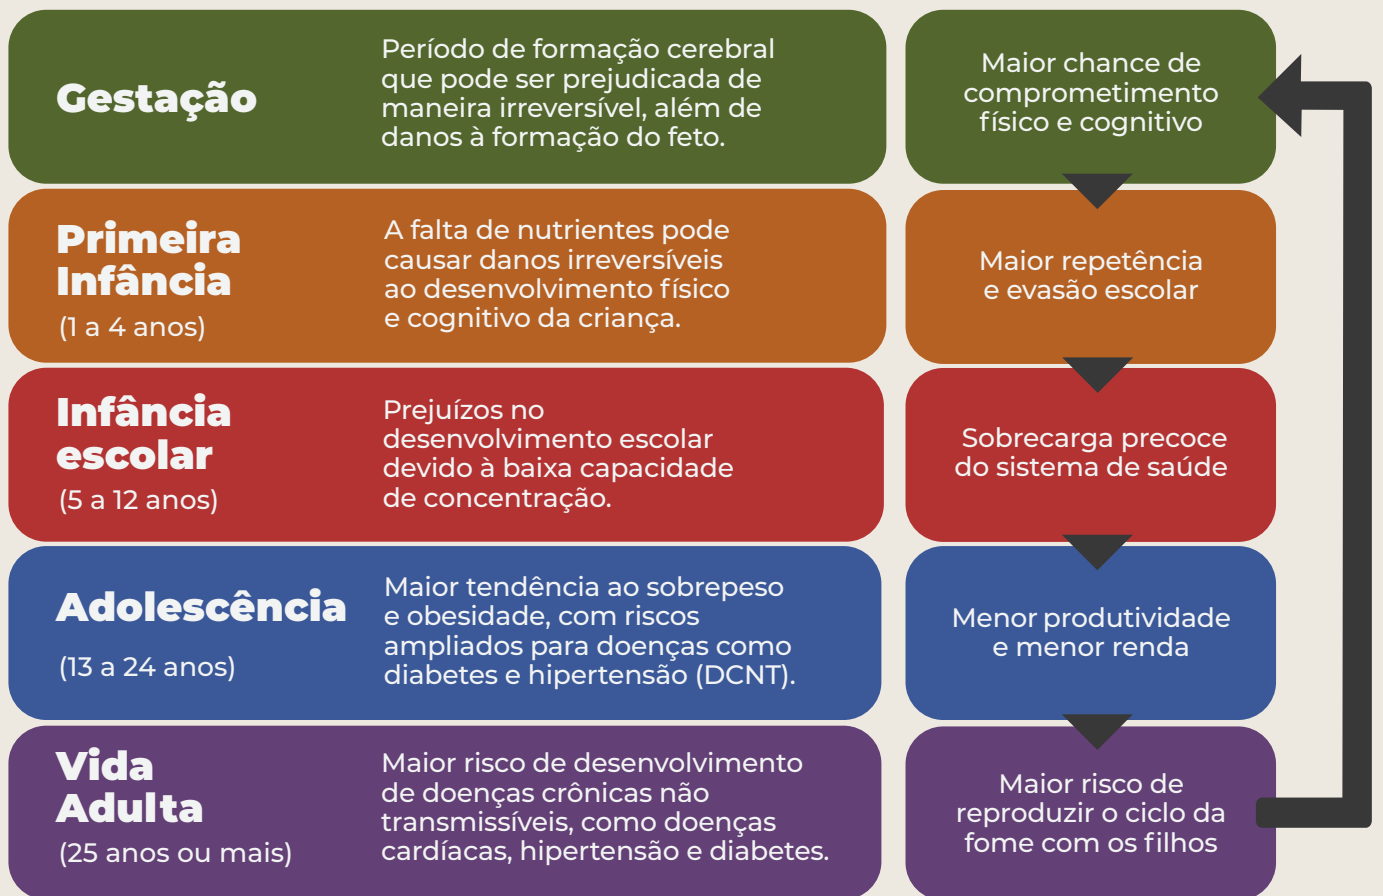 Gestação
Período de formação cerebral
que pode ser prejudicada de
maneira irreversível, além de
danos à formação do feto.
Maior chance de
comprometimento
físico e cognitivo
Primeira
Infância
(1 a 4 anos)
A falta de nutrientes pode
causar danos irreversíveis
ao desenvolvimento físico
e cognitivo da criança.
Maior repetência
e evasão escolar
Infância
escolar
(5 a 12 anos)
Prejuízos no
desenvolvimento escolar
devido à baixa capacidade
de concentração.
Sobrecarga precoce
do sistema de saúde
Adolescência
(13 a 24 anos)
Maior tendência ao sobrepeso
e obesidade, com riscos
ampliados para doenças como
diabetes e hipertensão (DCNT).
Menor produtividade
e menor renda
Vida
Adulta
(25 anos ou mais)
Maior risco de desenvolvimento
de doenças crônicas não
transmissíveis, como doenças
cardíacas, hipertensão e diabetes.
Maior risco de
reproduzir o ciclo da
fome com os filhos